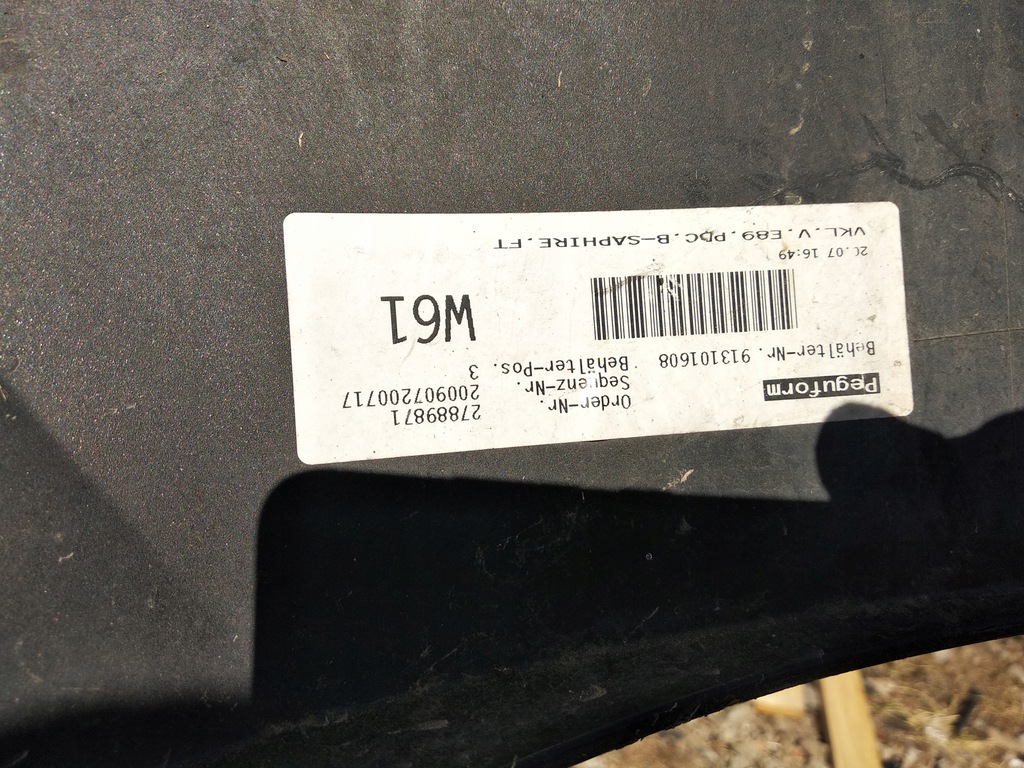 Peguform
Order-Nr. 27889871
Sequenz-Nr. 200907200717
Behälter-Nr. 913101608 Behälter-Pos. 3
W61
20.07 16:49
VKL.V.E89.PDC.B-SAPHIRE.FT